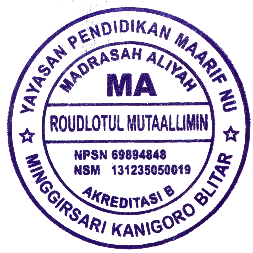 YAYASAN PENDIDIKAN MAARIF NU
MADRASAH ALIYAH
MA
ROUDLOTUL MUTAALLIMIN
NPSN 69894848
NSM 131235050019
AKREDITASI B
MINGGIRSARI KANIGORO BLITAR